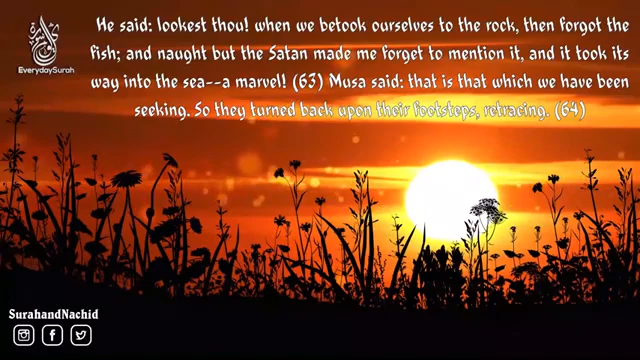 He said: lookest thou! when we betook ourselves to the rock, then forgot the
fish; and naught but the Satan made me forget to mention it, and it took its
way into the sea--a marvel! (63) Musa said: that is that which we have been
seeking. So they turned back upon their footsteps, retracing. (64)
EverydaySurah
SurahandNachid